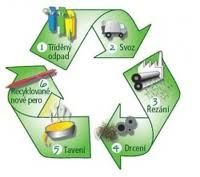 1 Tříděný
odpad
2 Svoz
3
Řezání
4 Drcení
5 Tavení
6
Recyklované
nové pero